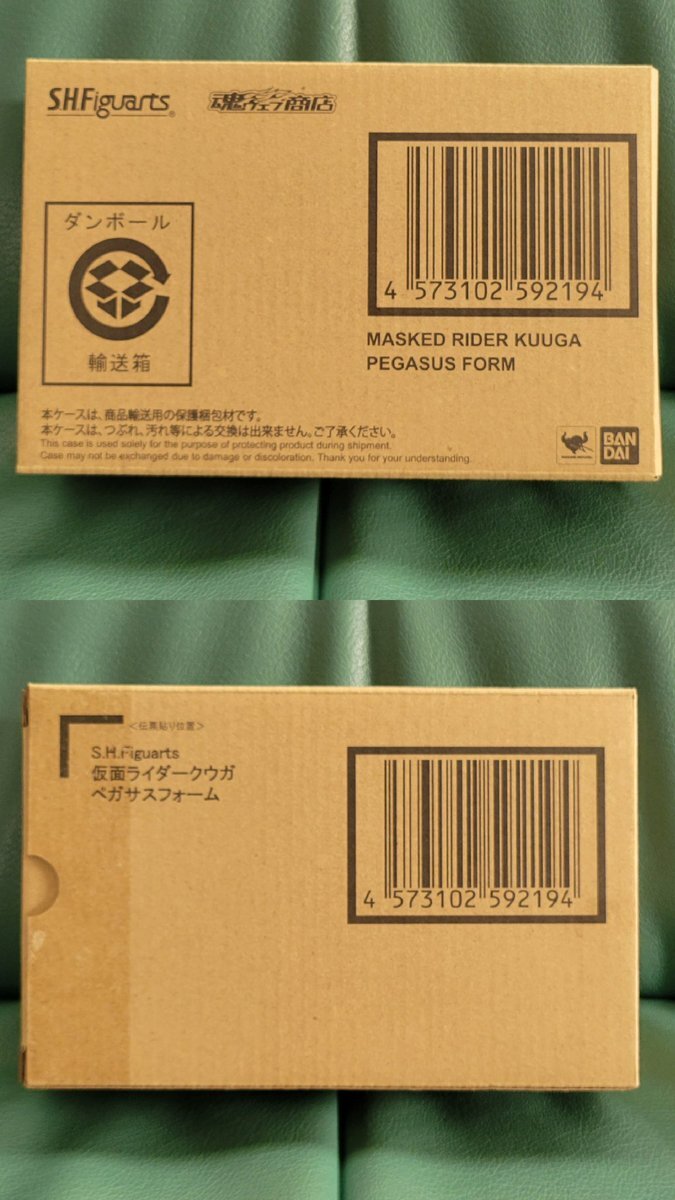 S.H.Figuarts®
魂ウェブ商店
ダンボール
輸送箱
4 573102 592194
MASKED RIDER KUUGA
PEGASUS FORM
本ケースは、商品輸送用の保護梱包材です。
本ケースは、つぶれ、汚れ等による交換は出来ません。ご了承ください。
This case is used solely for the purpose of protecting product during shipment.
Case may not be exchanged due to damage or discoloration. Thank you for your understanding.
BAN
DAI
<伝票貼り位置>
S.H.Figuarts
仮面ライダークウガ
ペガサスフォーム
4 573102 592194